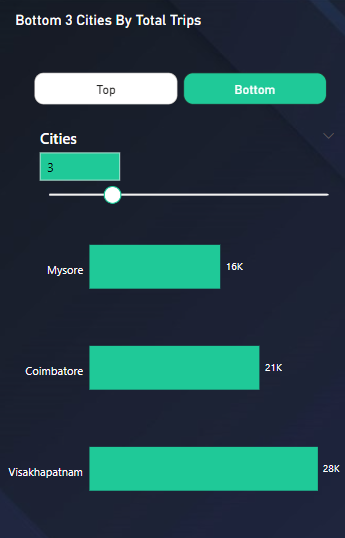 Bottom 3 Cities By Total Trips
Top Bottom
Cities
3
Mysore 16K
Coimbatore 21K
Visakhapatnam 28K